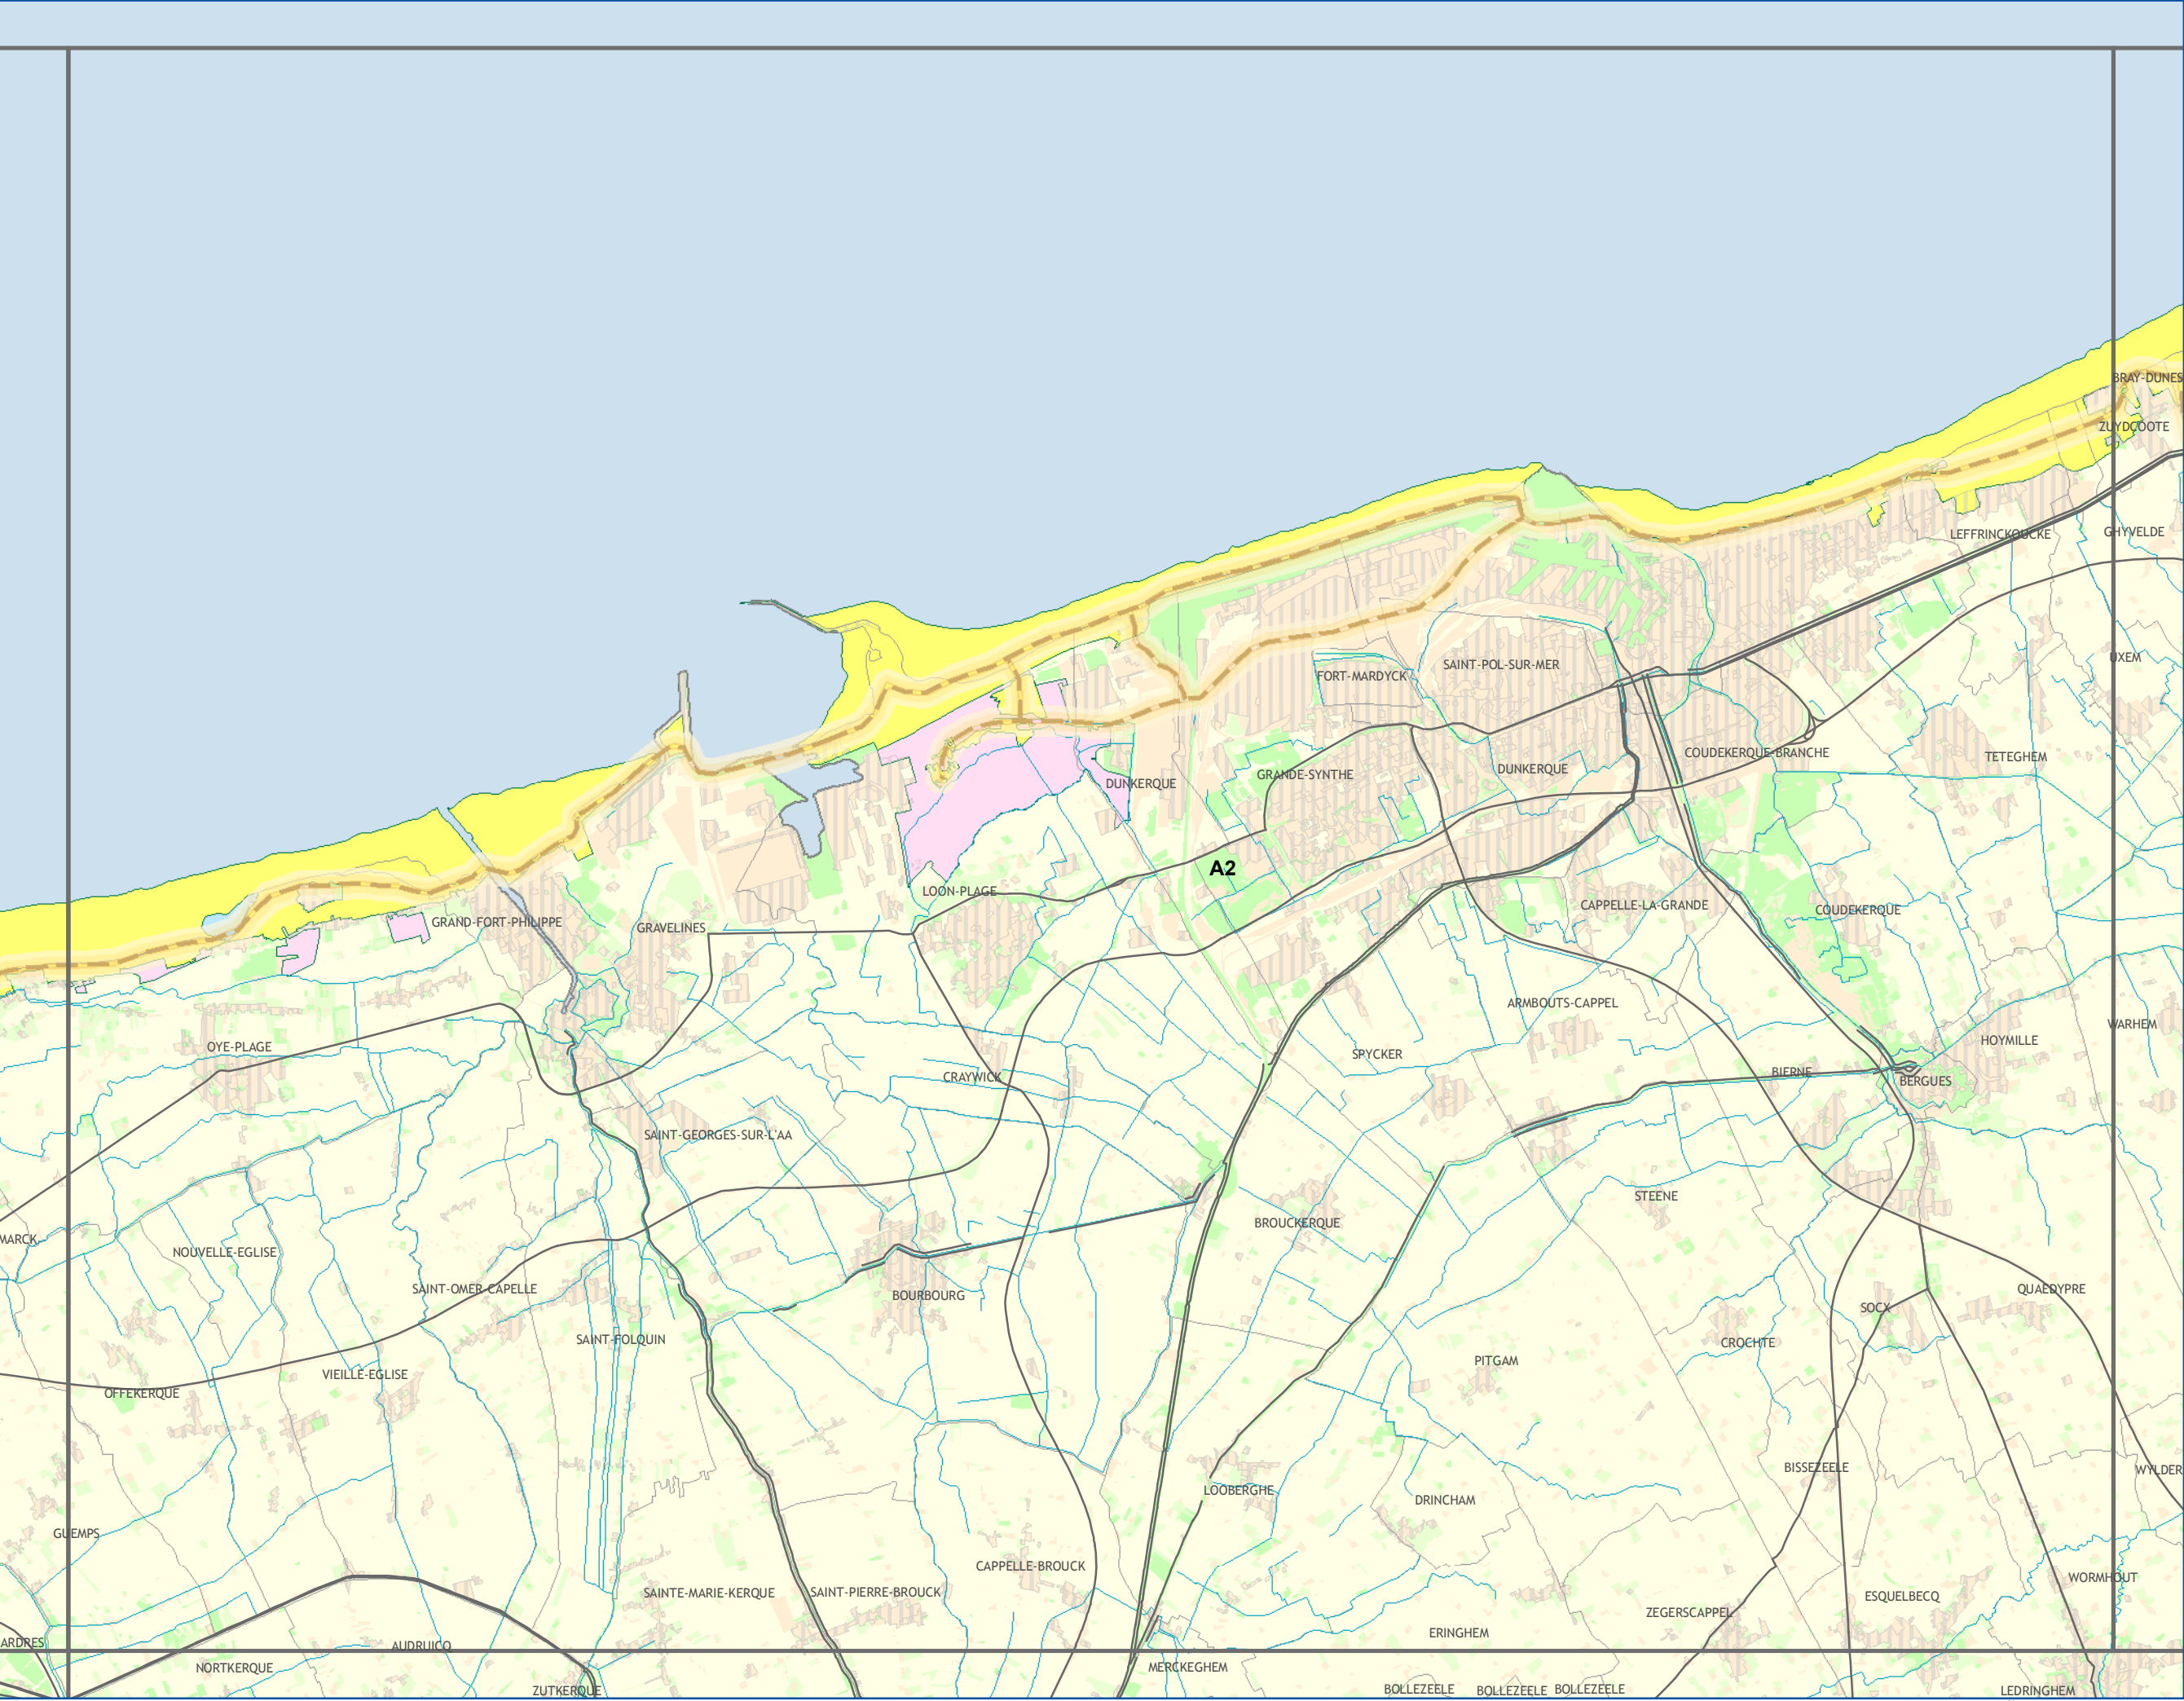 BRAY-DUNES
ZUYDCOOTE
LEFFRINCKOUCKE
GHYVELDE
UXEM
SAINT-POL-SUR-MER
FORT-MARDYCK
COUDEKERQUE-BRANCHE
TETEGHEM
DUNKERQUE
GRANDE-SYNTHE
DUNKERQUE
A2
LOON-PLAGE
CAPPELLE-LA-GRANDE
COUDEKERQUE
GRAND-FORT-PHILIPPE
GRAVELINES
ARMBOUTS-CAPPEL
WARHEM
HOYMILLE
OYE-PLAGE
SPYCKER
BIERNE
CRAYWICK
BERGUES
SAINT-GEORGES-SUR-L'AA
STEENE
BROUCKERQUE
MARCK
NOUVELLE-EGLISE
SAINT-OMER-CAPELLE
QUAEDYPRE
BOURBOURG
SOCX
SAINT-FOLQUIN
CROCHTE
PITGAM
VIEILLE-EGLISE
OFFEKERQUE
BISSEZEELE
WYLDER
LOOBERGHE
DRINCHAM
GUEMPS
CAPPELLE-BROUCK
WORMHOUT
SAINTE-MARIE-KERQUE
SAINT-PIERRE-BROUCK
ESQUELBECQ
ZEGERSCAPPEL
ERINGHEM
ARDRES
AUDRUICQ
NORTKERQUE
MERCKEGHEM
ZUTKERQUE
BOLLEZEELE
BOLLEZEELE
BOLLEZEELE
LEDRINGHEM